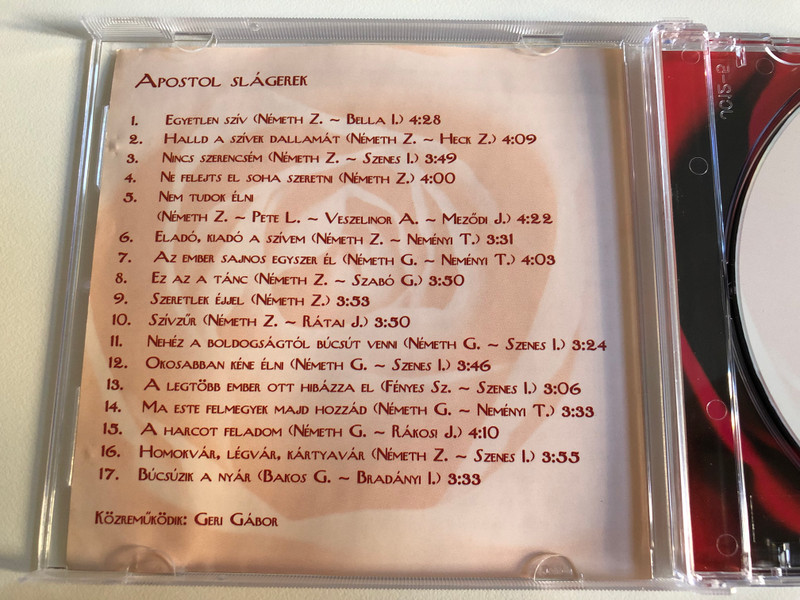 Apostol slágerek
1. Egyetlen szív (Németh Z. ~ Bella I.) 4:28
2. Halld a szívek dallamát (Németh Z. ~ Heck Z.) 4:09
3. Nincs szerencsém (Németh Z. ~ Szenes I.) 3:49
4. Ne felejts el soha szeretni (Németh Z.) 4:00
5. Nem tudok élni
(Németh Z. ~ Pete L. ~ Veszelinor A. ~ Meződi J.) 4:22
6. Eladó, kiadó a szívem (Németh Z. ~ Neményi T.) 3:31
7. Az ember sajnos egyszer él (Németh G. ~ Neményi T.) 4:03
8. Ez az a tánc (Németh Z. ~ Szabó G.) 3:50
9. Szeretlek éjjel (Németh Z.) 3:53
10. Szívzűr (Németh Z. ~ Rátai J.) 3:50
11. Nehéz a boldogságtól búcsút venni (Németh G. ~ Szenes I.) 3:24
12. Okosabban kéne élni (Németh G. ~ Szenes I.) 3:46
13. A legtöbb ember ott hibázza el (Fényes Sz. ~ Szenes I.) 3:06
14. Ma este felmegyek majd hozzád (Németh G. ~ Neményi T.) 3:33
15. A harcot feladom (Németh G. ~ Rákosi J.) 4:10
16. Homokvár, légvár, kártyavár (Németh Z. ~ Szenes I.) 3:55
17. Búcsúzik a nyár (Bakos G. ~ Bradányi I.) 3:33
Közreműködik: Geri Gábor